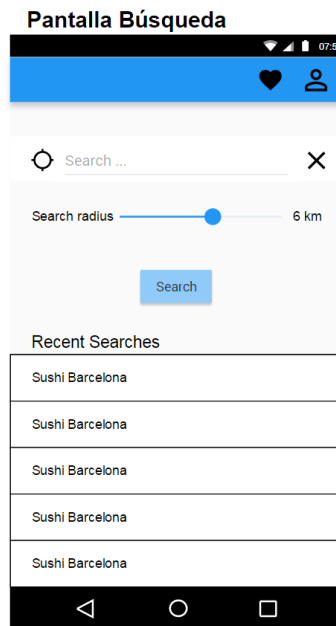 Pantalla Búsqueda
07:5
Search ...
Search radius 6 km
Search
Recent Searches
Sushi Barcelona
Sushi Barcelona
Sushi Barcelona
Sushi Barcelona
Sushi Barcelona